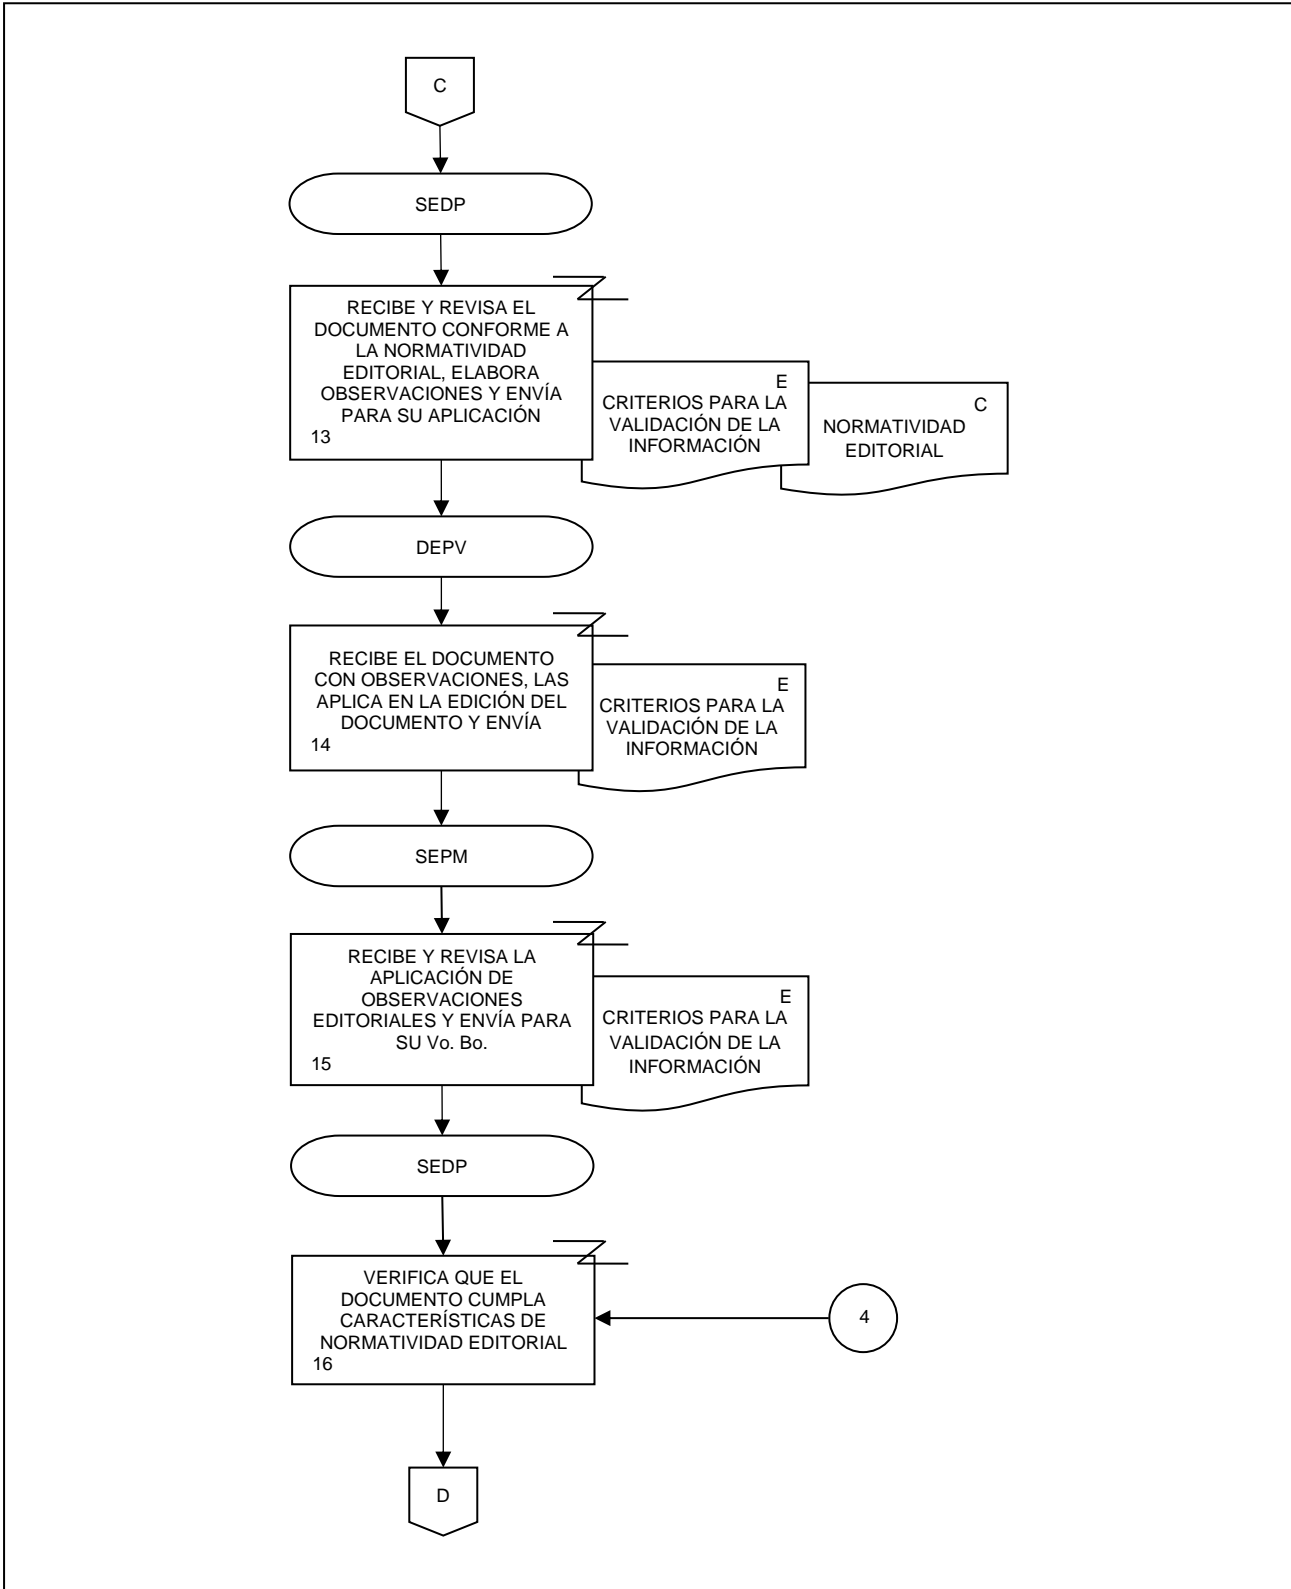 C
SEDP
RECIBE Y REVISA EL
DOCUMENTO CONFORME A
LA NORMATIVIDAD
EDITORIAL, ELABORA
OBSERVACIONES Y ENVÍA
PARA SU APLICACIÓN
13
E
CRITERIOS PARA LA
VALIDACIÓN DE LA
INFORMACIÓN
C
NORMATIVIDAD
EDITORIAL
DEPV
RECIBE EL DOCUMENTO
CON OBSERVACIONES, LAS
APLICA EN LA EDICIÓN DEL
DOCUMENTO Y ENVÍA
14
E
CRITERIOS PARA LA
VALIDACIÓN DE LA
INFORMACIÓN
SEPM
RECIBE Y REVISA LA
APLICACIÓN DE
OBSERVACIONES
EDITORIALES Y ENVÍA PARA
SU Vo. Bo.
15
E
CRITERIOS PARA LA
VALIDACIÓN DE LA
INFORMACIÓN
SEDP
VERIFICA QUE EL
DOCUMENTO CUMPLA
CARACTERÍSTICAS DE
NORMATIVIDAD EDITORIAL
16
4
D